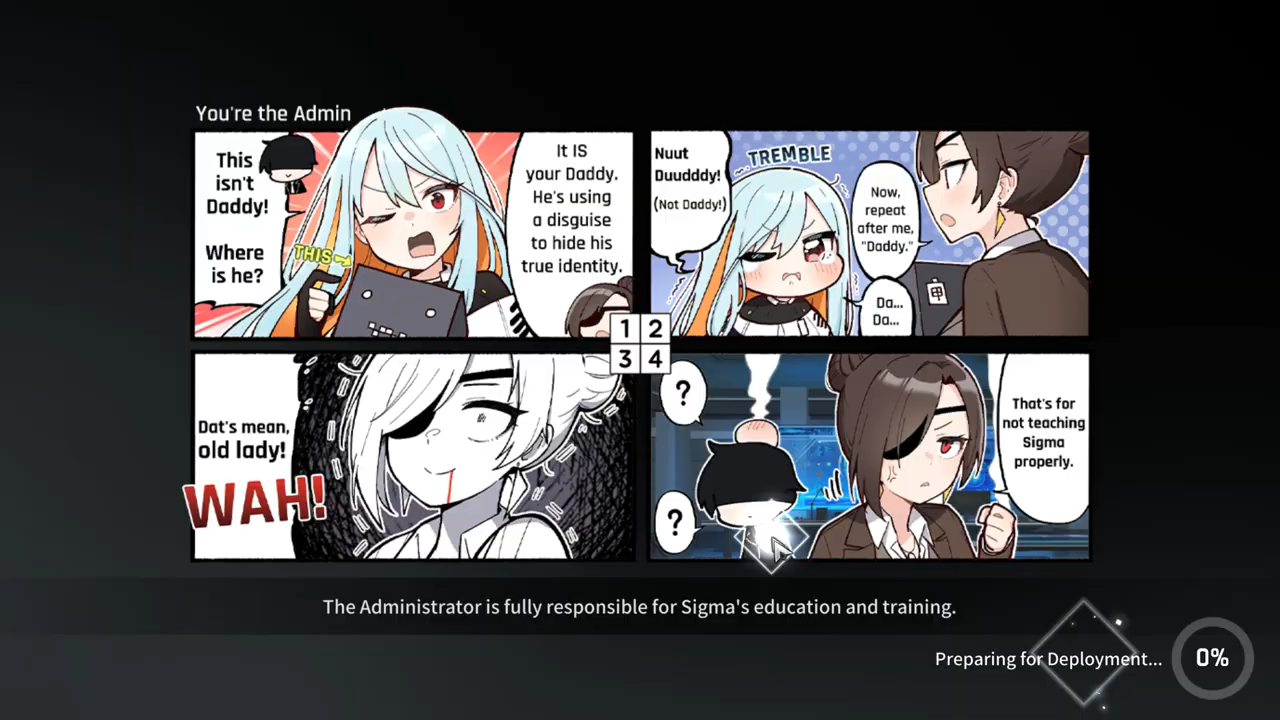 You're the Admin
This
isn't
Daddy!
Where
is he?
THIS
It IS
your Daddy.
He's using
a disguise
to hide his
true identity.
Nuut
Duudddy!
(Not Daddy!)
TREMBLE
Now,
repeat
after me,
"Daddy."
Da...
Da...
1 2
3 4
Dat's mean,
old lady!
WAH!
?
?
That's for
not teaching
Sigma
properly.
The Administrator is fully responsible for Sigma's education and training.
Preparing for Deployment...
0%